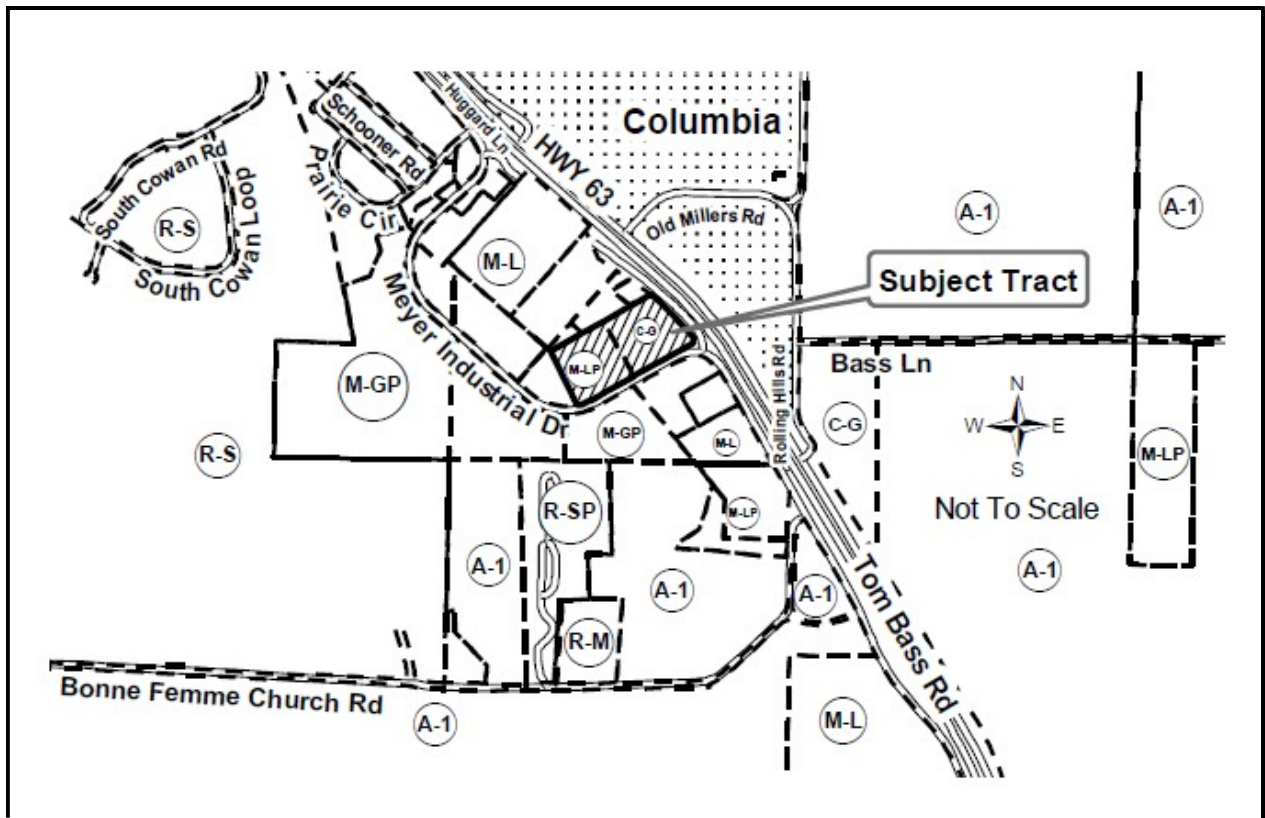 Huggard Ln
Schooner Rd
Columbia
HWY 63
South Cowan Rd
Prairie Cir
South Cowan Loop
R-S
A-1
A-1
Old Millers Rd
M-L
Subject Tract
Meyer Industrial Dr
C-G
M-LP
Bass Ln
Rolling Hills Rd
M-GP
N
W
E
S
C-G
M-GP
M-L
M-LP
R-S
Not To Scale
R-SP
M-LP
A-1
A-1
A-1
A-1
Tom Bass Rd
R-M
Bonne Femme Church Rd
A-1
M-L